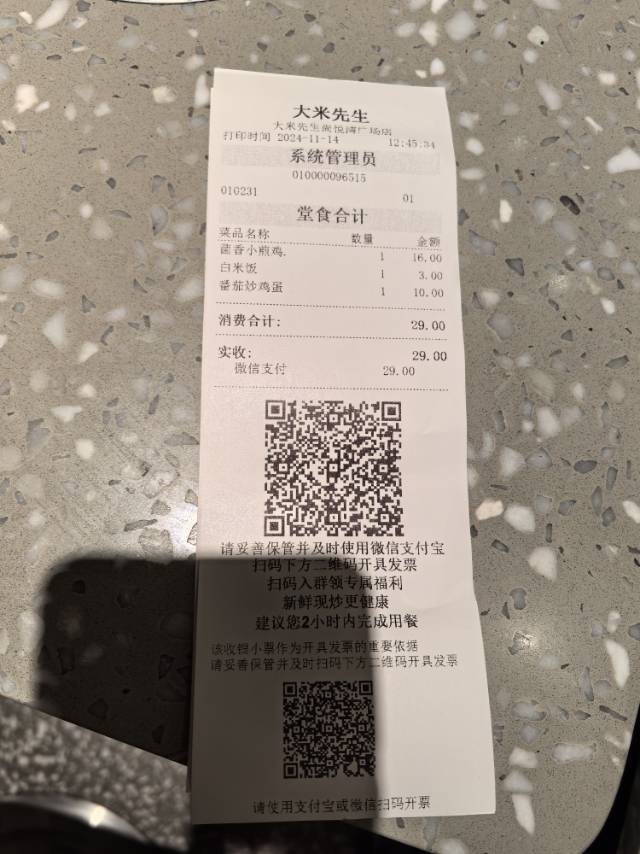 大米先生
大米先生尚悦湾广场店
打印时间 2024-11-14 12:45:34
系统管理员
010000096515
010231 01
堂食合计
菜品名称 数量 金额
茴香小煎鸡. 1 16.00
白米饭 1 3.00
番茄炒鸡蛋 1 10.00
消费合计: 29.00
实收: 29.00
微信支付 29.00
请妥善保管并及时使用微信支付宝
扫码下方二维码开具发票
扫码入群领专属福利
新鲜现炒更健康
建议您2小时内完成用餐
该收银小票作为开具发票的重要依据
请妥善保管并及时扫码下方二维码开具发票
请使用支付宝或微信扫码开票